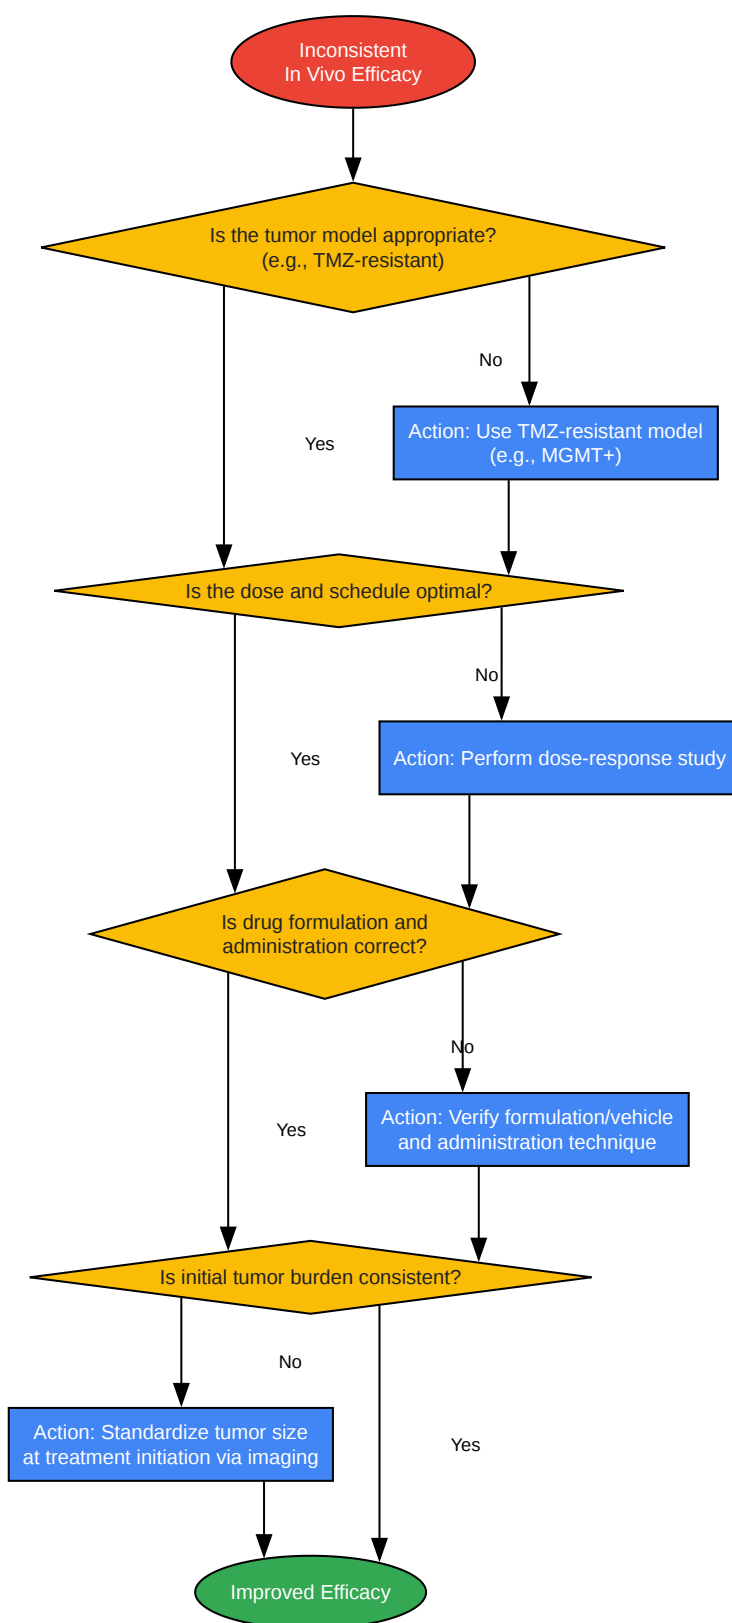 Inconsistent
In Vivo Efficacy
Is the tumor model appropriate?
(e.g., TMZ-resistant)
No
Action: Use TMZ-resistant model
(e.g., MGMT+)
Yes
Is the dose and schedule optimal?
No
Action: Perform dose-response study
Yes
Is drug formulation and
administration correct?
No
Action: Verify formulation/vehicle
and administration technique
Yes
Is initial tumor burden consistent?
No
Action: Standardize tumor size
at treatment initiation via imaging
Yes
Improved Efficacy